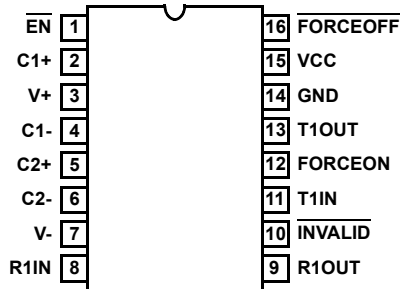 EN 1 16 FORCEOFF
C1+ 2 15 VCC
V+ 3 14 GND
C1- 4 13 T1OUT
C2+ 5 12 FORCEON
C2- 6 11 T1IN
V- 7 10 INVALID
R1IN 8 9 R1OUT